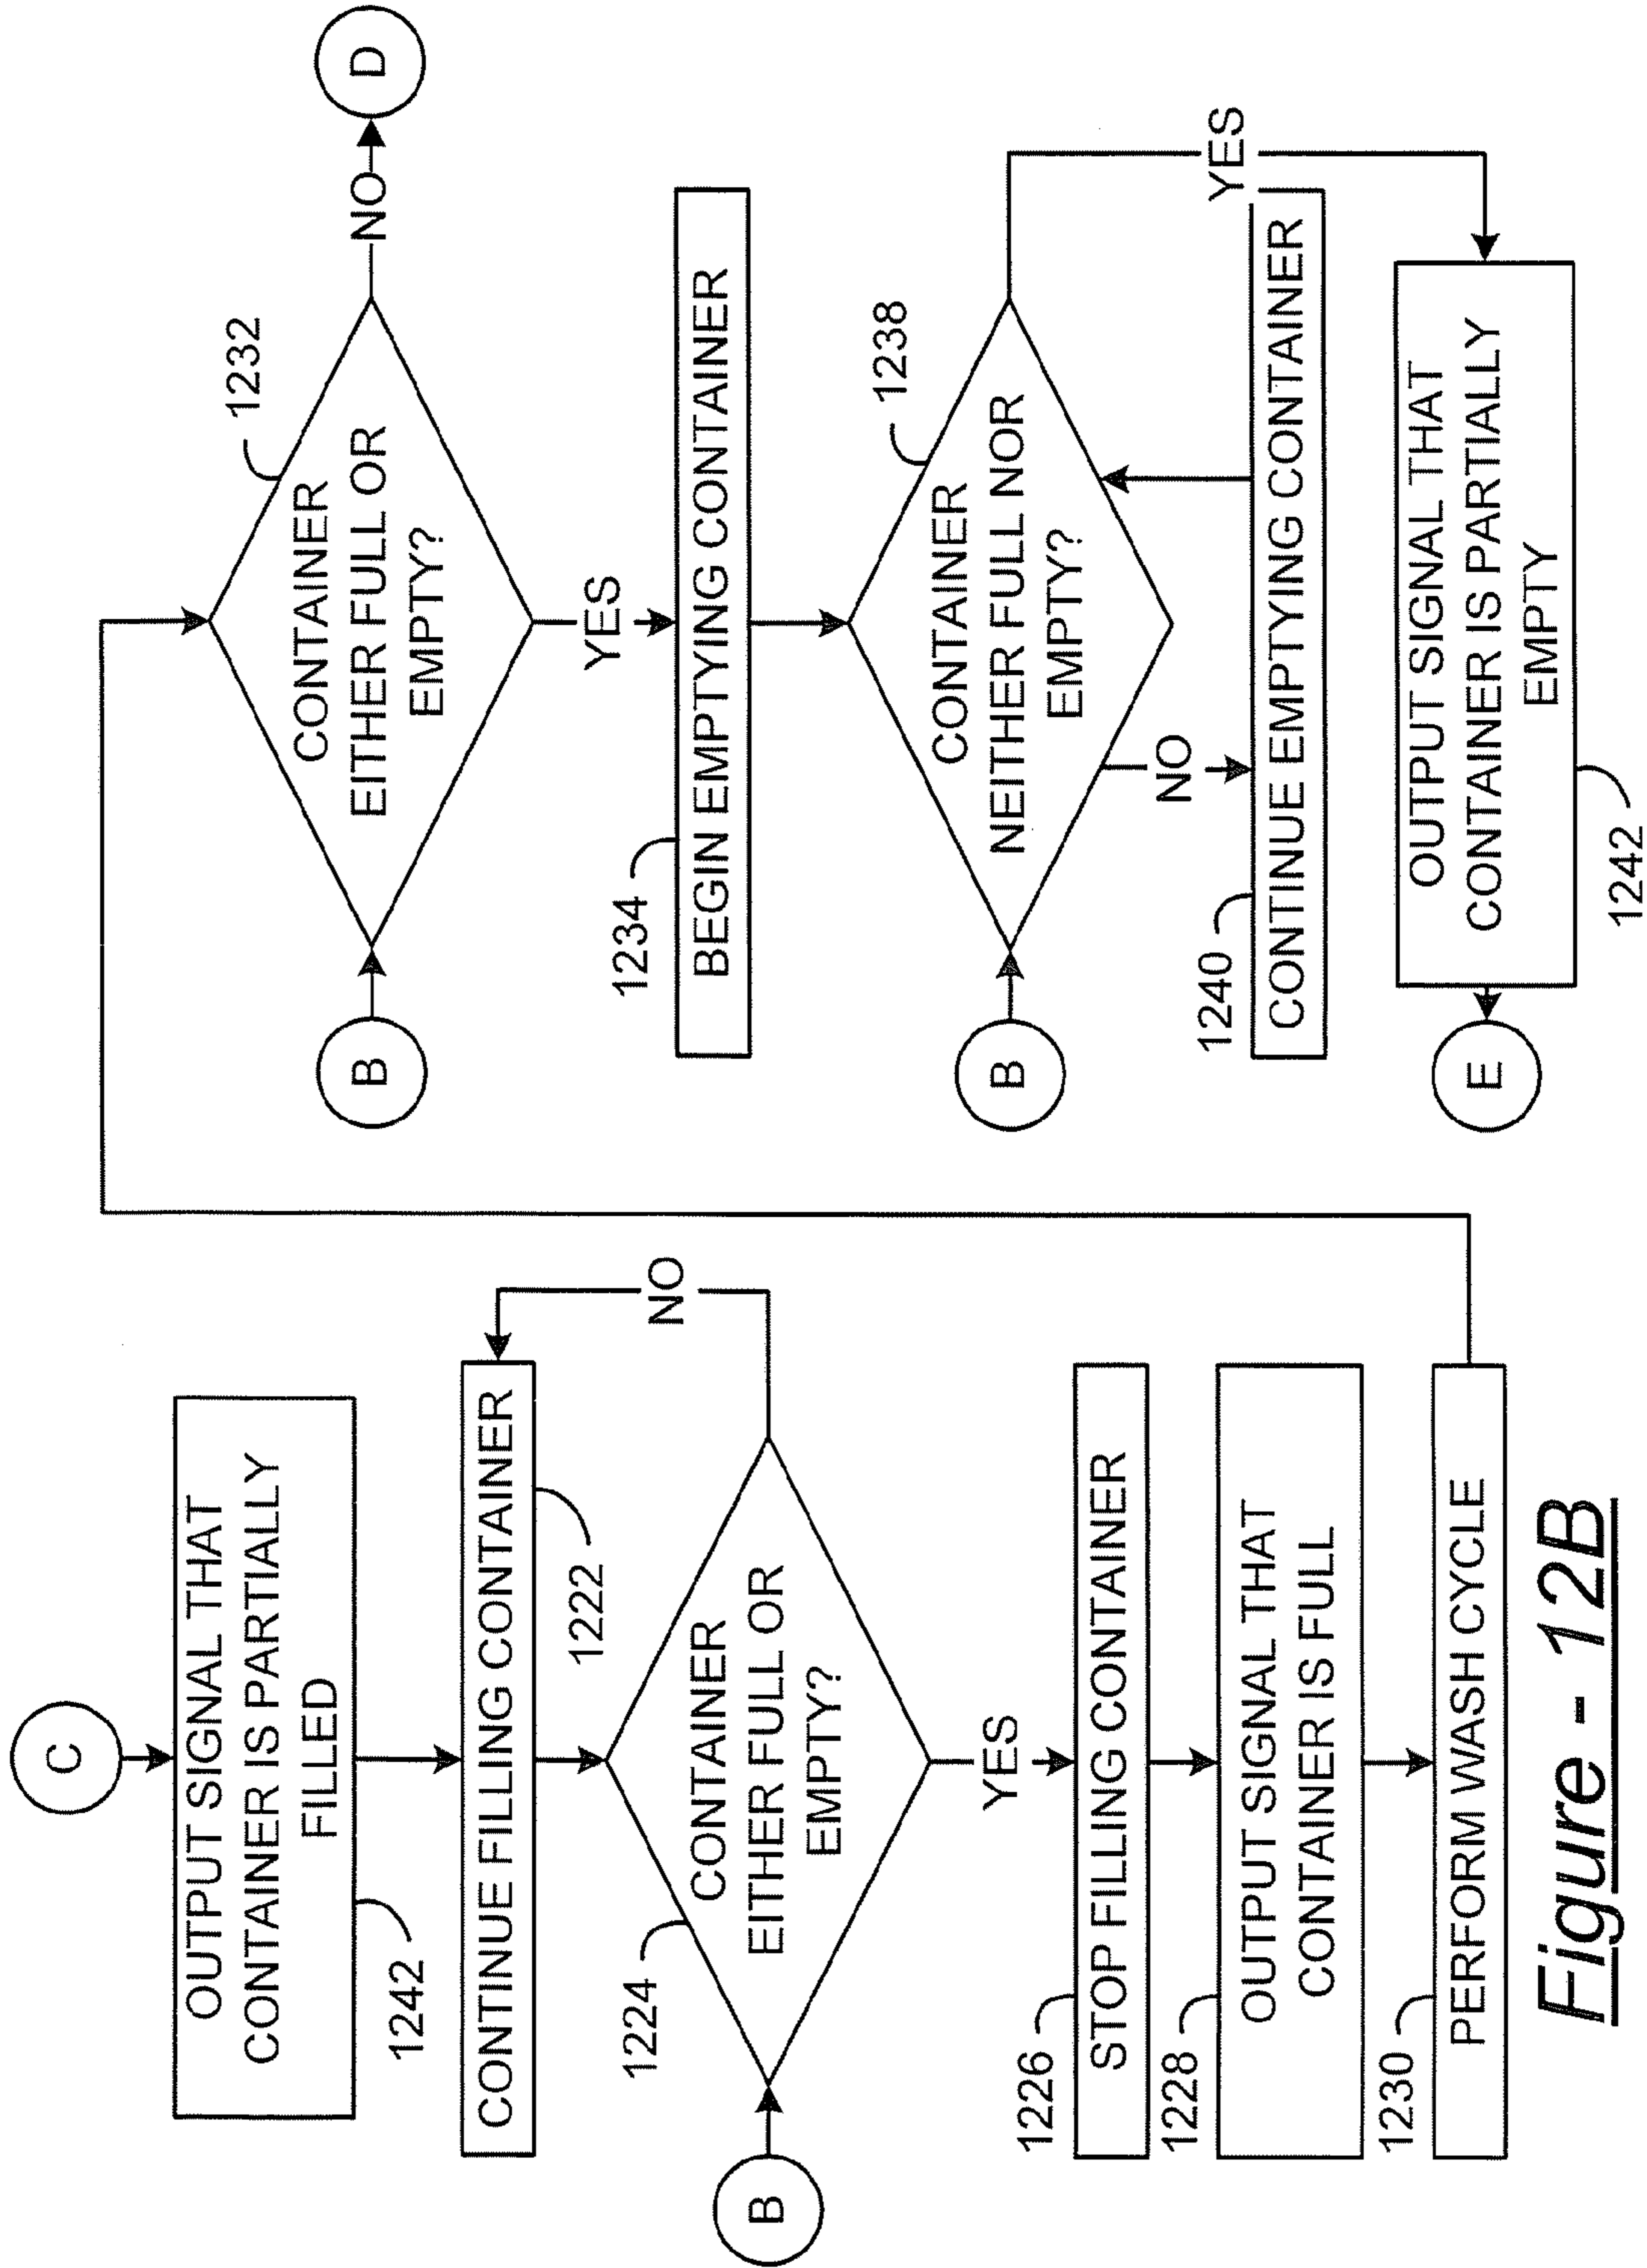 C
OUTPUT SIGNAL THAT
CONTAINER IS PARTIALLY
FILLED
1242
CONTINUE FILLING CONTAINER
1222
NO
CONTAINER
EITHER FULL OR
EMPTY?
1224
B
YES
1226
STOP FILLING CONTAINER
1228
OUTPUT SIGNAL THAT
CONTAINER IS FULL
1230
PERFORM WASH CYCLE
B
CONTAINER
EITHER FULL OR
EMPTY?
1232
NO
D
YES
1234
BEGIN EMPTYING CONTAINER
B
CONTAINER
NEITHER FULL NOR
EMPTY?
1238
NO
YES
1240
CONTINUE EMPTYING CONTAINER
E
OUTPUT SIGNAL THAT
CONTAINER IS PARTIALLY
EMPTY
1242
Figure - 12B